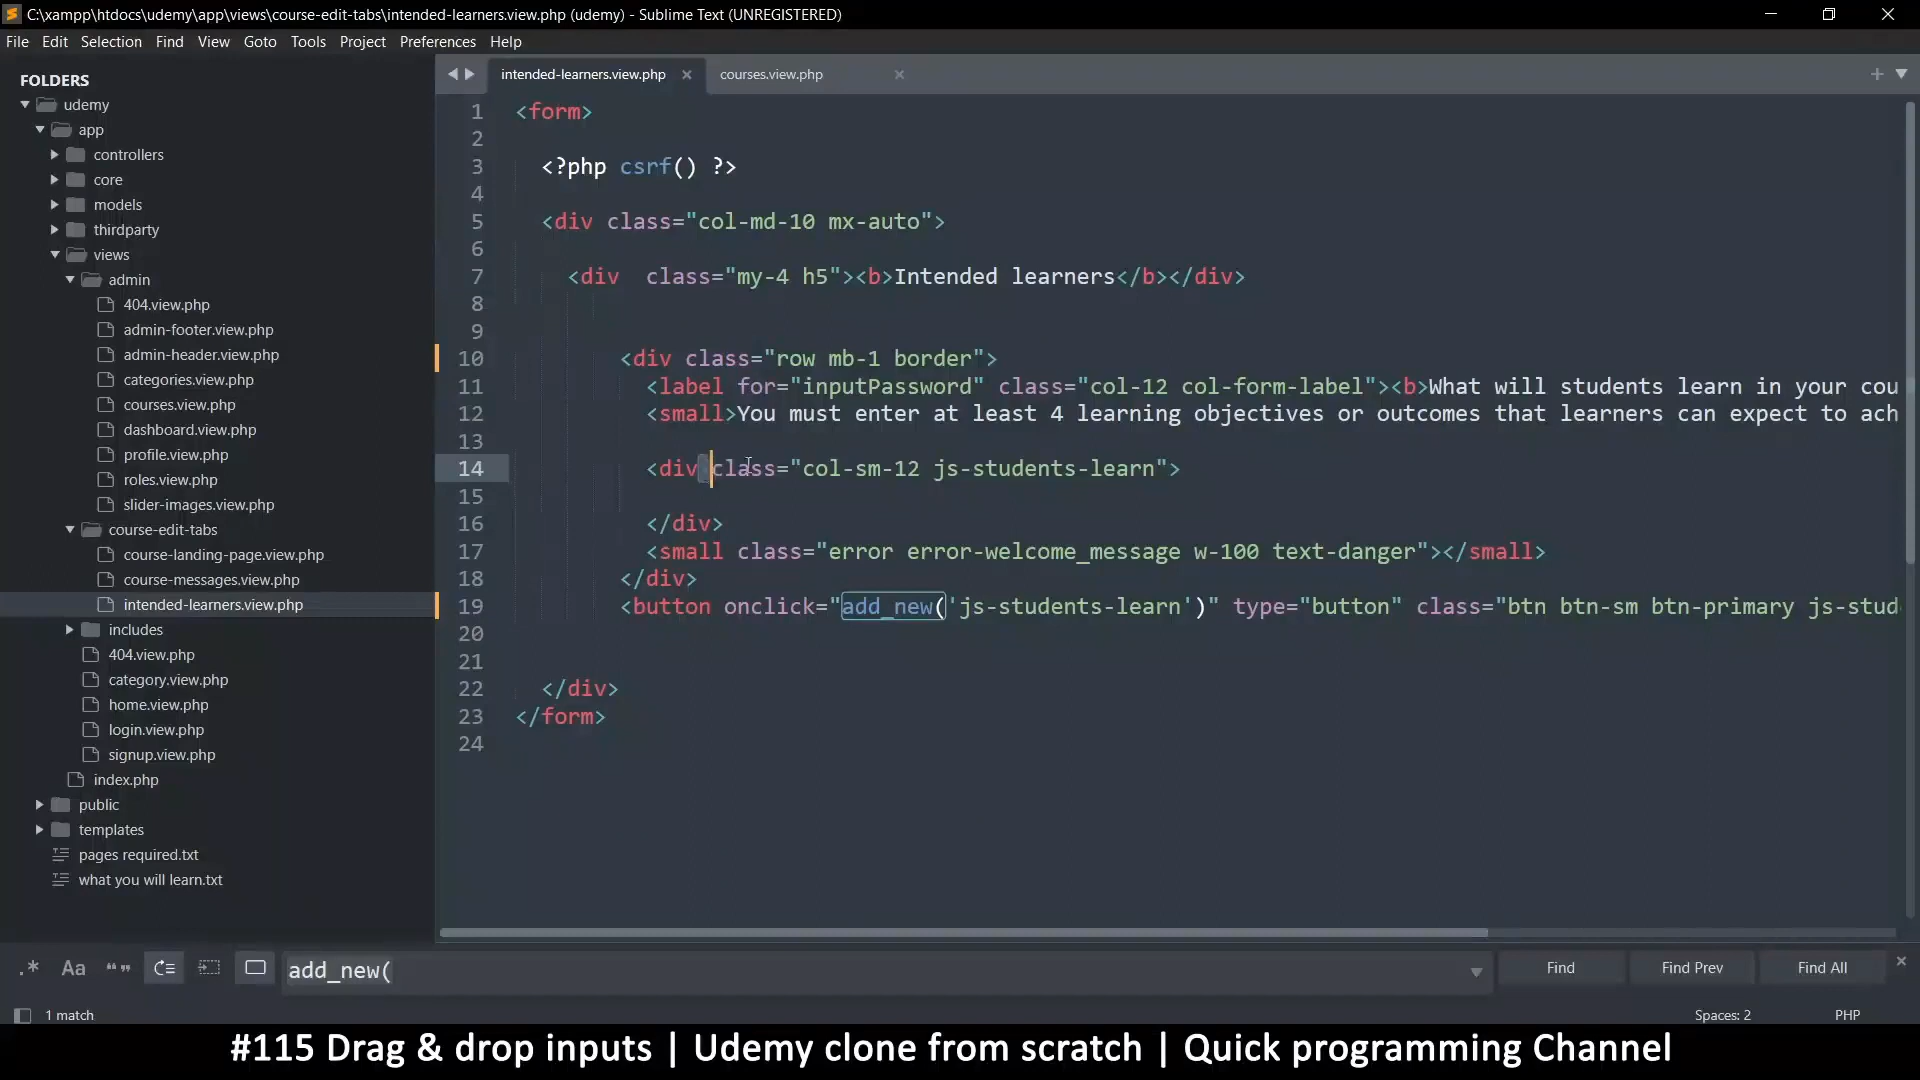 C:\xampp\htdocs\udemy\app\views\course-edit-tabs\intended-learners.view.php (udemy) - Sublime Text (UNREGISTERED)
File Edit Selection Find View Goto Tools Project Preferences Help
FOLDERS
udemy
app
controllers
core
models
thirdparty
views
admin
404.view.php
admin-footer.view.php
admin-header.view.php
categories.view.php
courses.view.php
dashboard.view.php
profile.view.php
roles.view.php
slider-images.view.php
course-edit-tabs
course-landing-page.view.php
course-messages.view.php
intended-learners.view.php
includes
404.view.php
category.view.php
home.view.php
login.view.php
signup.view.php
index.php
public
templates
pages required.txt
what you will learn.txt
intended-learners.view.php courses.view.php
1 <form>
2
3 <?php csrf() ?>
4
5 <div class="col-md-10 mx-auto">
6
7 <div  class="my-4 h5"><b>Intended learners</b></div>
8
9
10 <div class="row mb-1 border">
11 <label for="inputPassword" class="col-12 col-form-label"><b>What will students learn in your cou
12 <small>You must enter at least 4 learning objectives or outcomes that learners can expect to ach
13
14 <div class="col-sm-12 js-students-learn">
15
16 </div>
17 <small class="error error-welcome_message w-100 text-danger"></small>
18 </div>
19 <button onclick="add_new('js-students-learn')" type="button" class="btn btn-sm btn-primary js-stud
20
21
22 </div>
23 </form>
24
.* Aa "" add_new( Find Find Prev Find All
1 match Spaces: 2 PHP
#115 Drag & drop inputs | Udemy clone from scratch | Quick programming Channel